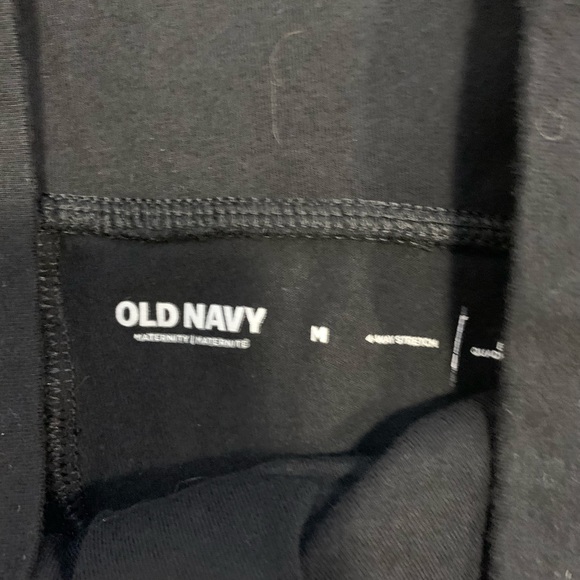 OLD NAVY
MATERNITY | MATERNITÉ
M
4-WAY STRETCH